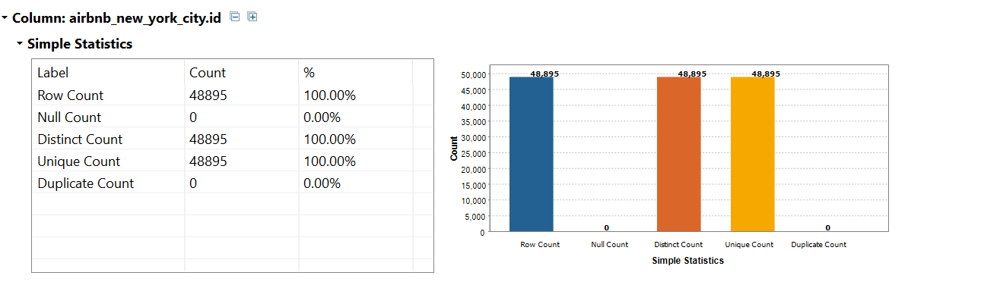 Column: airbnb_new_york_city.id
Simple Statistics
Label Count %
Row Count 48895 100.00%
Null Count 0 0.00%
Distinct Count 48895 100.00%
Unique Count 48895 100.00%
Duplicate Count 0 0.00%
48,895 48,895 48,895
50,000
45,000
40,000
35,000
30,000
25,000
20,000
15,000
10,000
5,000
0
Count
0 0
Row Count Null Count Distinct Count Unique Count Duplicate Count
Simple Statistics